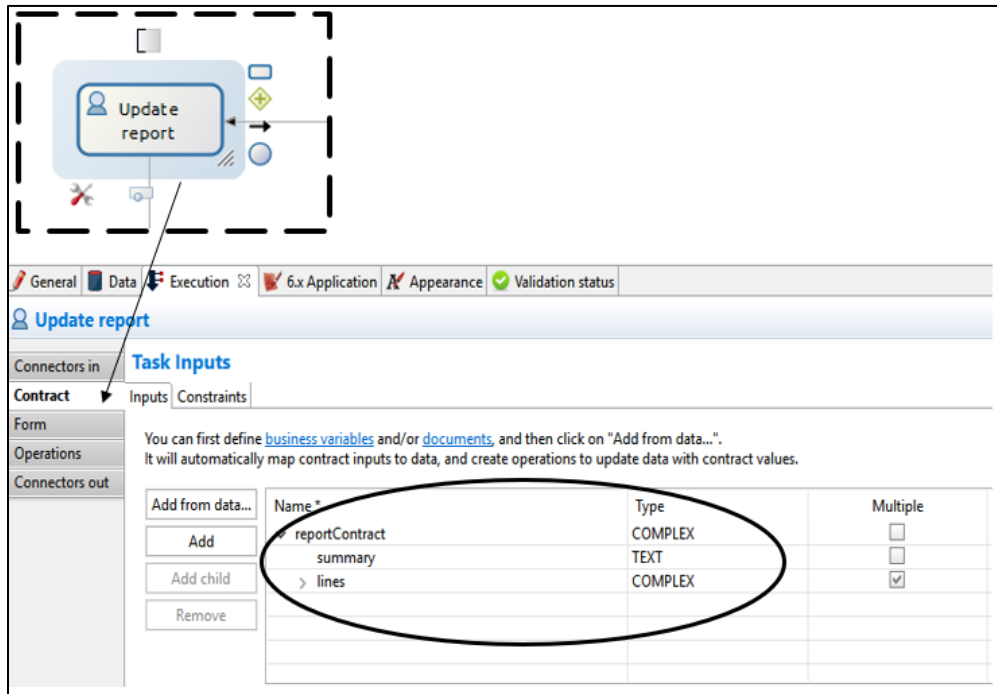 Update
report
General Data Execution 6.x Application Appearance Validation status
Update report
Connectors in
Contract
Form
Operations
Connectors out
Task Inputs
Inputs Constraints
You can first define business variables and/or documents, and then click on "Add from data...".
It will automatically map contract inputs to data, and create operations to update data with contract values.
Add from data...
Add
Add child
Remove
Name * Type Multiple
reportContract COMPLEX
summary TEXT
lines COMPLEX